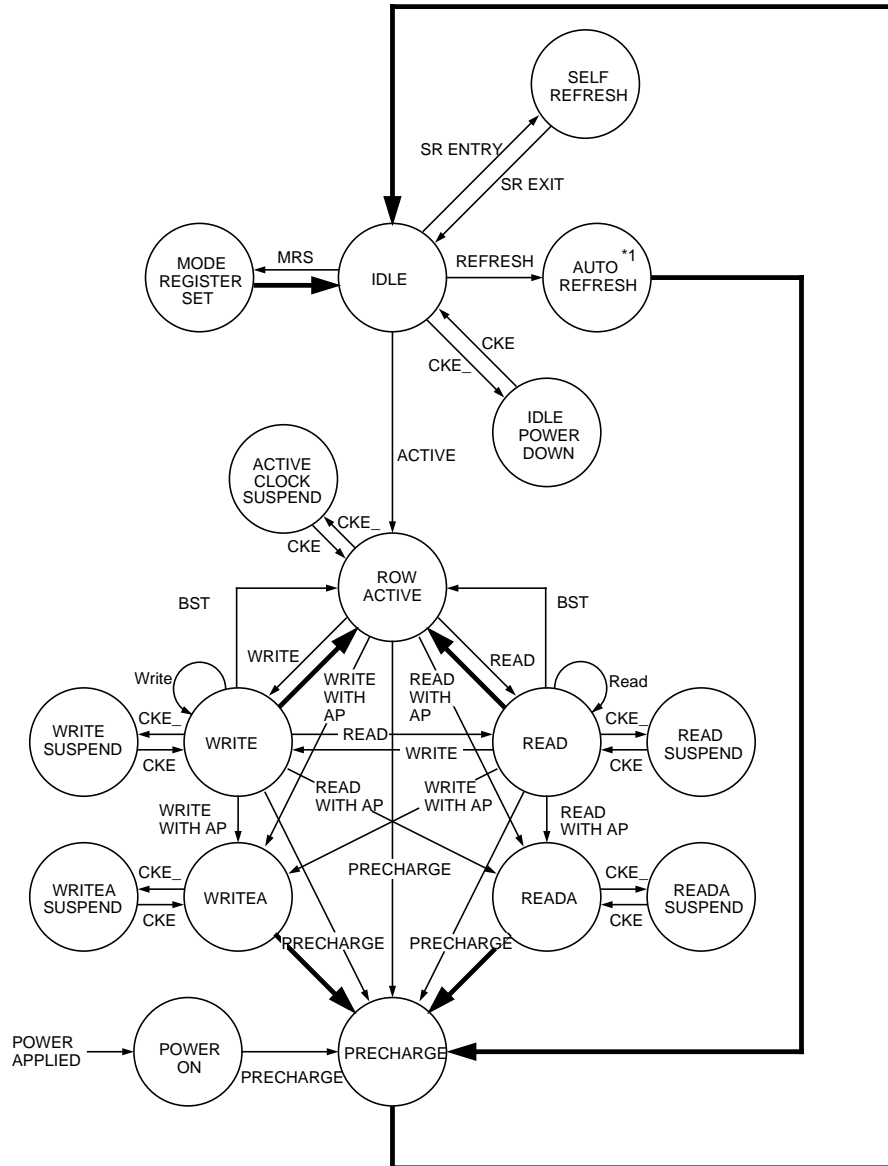 SELF
REFRESH
SR ENTRY
SR EXIT
MODE
REGISTER
SET
MRS
IDLE
REFRESH
AUTO *1
REFRESH
CKE
CKE_
IDLE
POWER
DOWN
ACTIVE
ACTIVE
CLOCK
SUSPEND
CKE_
CKE
ROW
ACTIVE
BST
BST
WRITE
READ
WRITE
WITH
AP
READ
WITH
AP
Write
Read
WRITE
SUSPEND
CKE_
CKE
WRITE
READ
WRITE
READ
CKE_
CKE
READ
SUSPEND
READ
WITH AP
WRITE
WITH AP
WRITE
WITH AP
READ
WITH AP
PRECHARGE
WRITEA
SUSPEND
CKE_
CKE
WRITEA
READA
CKE_
CKE
READA
SUSPEND
PRECHARGE
PRECHARGE
POWER
APPLIED
POWER
ON
PRECHARGE
PRECHARGE